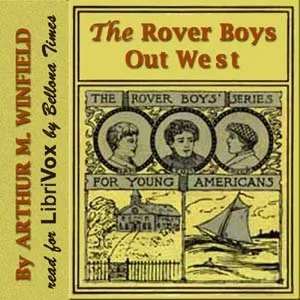 The Rover Boys
Out West
THE ROVER BOYS' SERIES
FOR YOUNG AMERICANS
By ARTHUR M. WINFIELD
read for LibriVox by Bellona Times